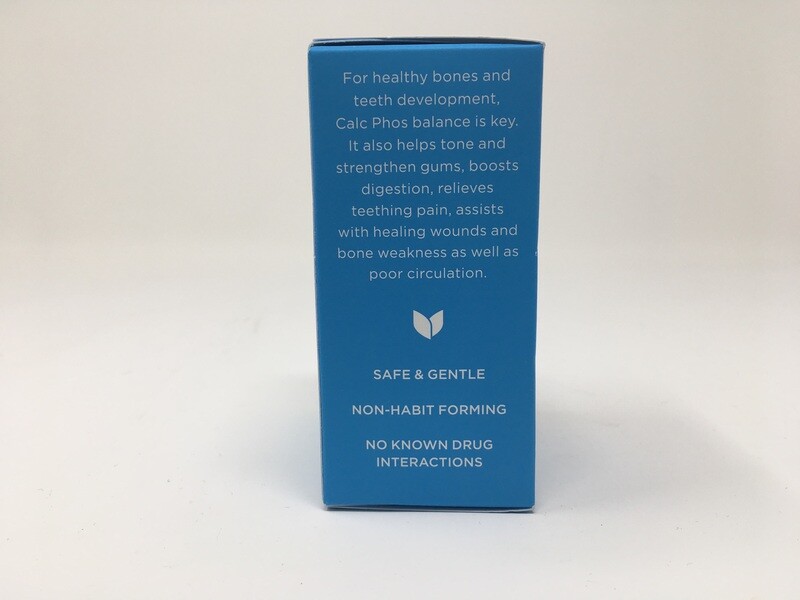 For healthy bones and
teeth development,
Calc Phos balance is key.
It also helps tone and
strengthen gums, boosts
digestion, relieves
teething pain, assists
with healing wounds and
bone weakness as well as
poor circulation.
SAFE & GENTLE
NON-HABIT FORMING
NO KNOWN DRUG
INTERACTIONS